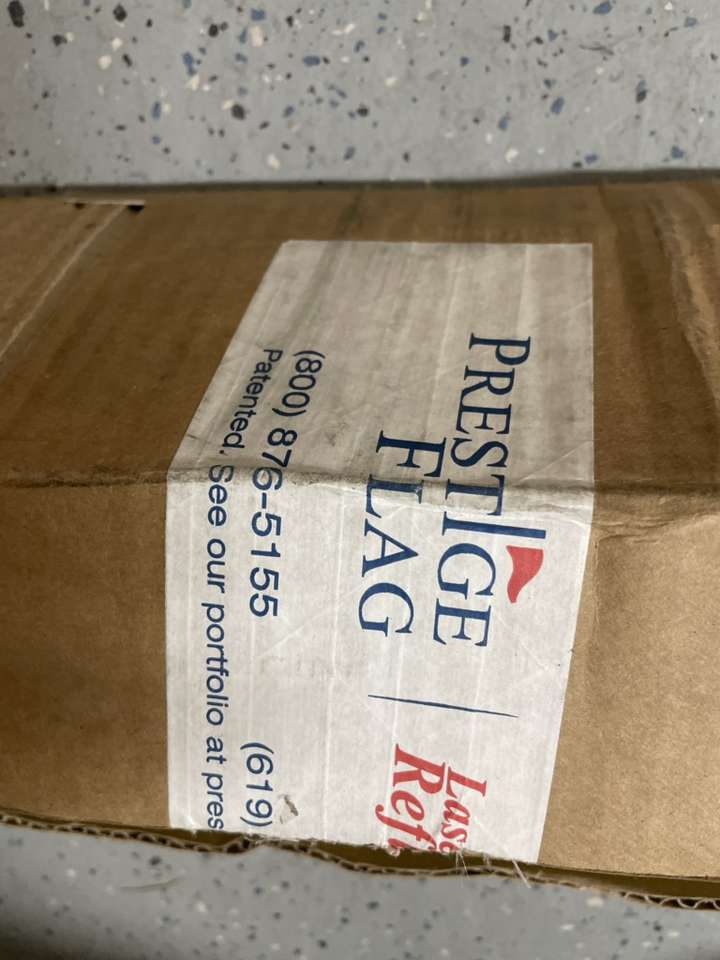 PRESTIGE
FLAG
(800) 876-5155 (619)
Patented. See our portfolio at